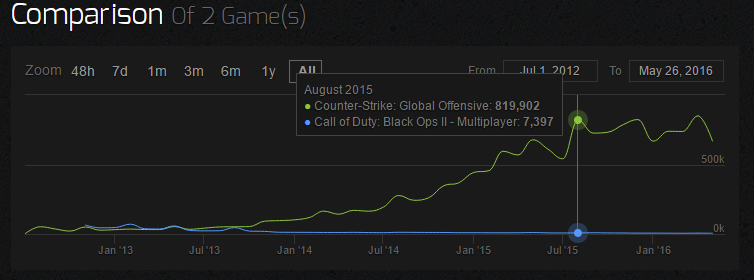 Comparison Of 2 Game(s)
Zoom 48h 7d 1m 3m 6m 1y All From Jul 1, 2012 To May 26, 2016
August 2015
Counter-Strike: Global Offensive: 819,902
Call of Duty: Black Ops II - Multiplayer: 7,397
500k
0k
Jan '13 Jul '13 Jan '14 Jul '14 Jan '15 Jul '15 Jan '16